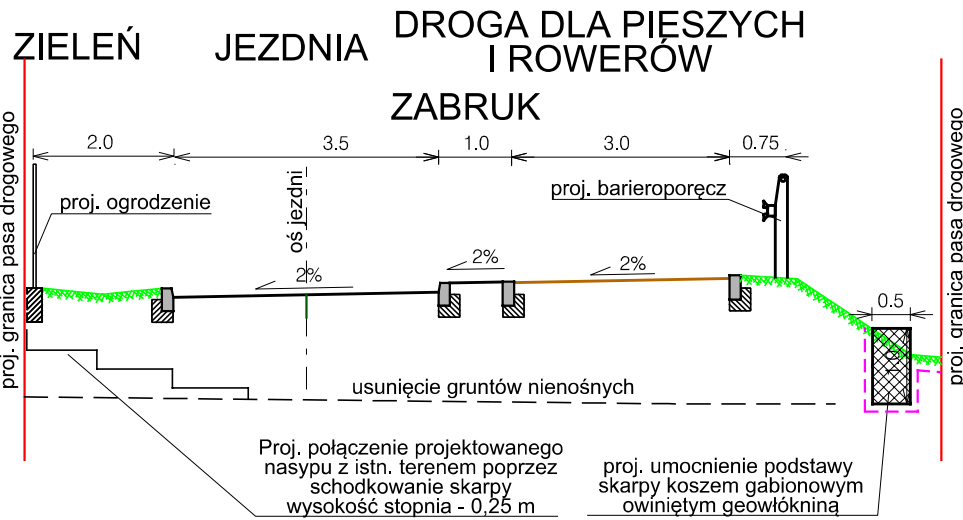 DROGA DLA PIESZYCH
I ROWERÓW
ZIELEŃ
JEZDNIA
ZABRUK
2.0
3.5
1.0
3.0
0.75
proj. granica pasa drogowego
proj. ogrodzenie
oś jezdni
proj. barieroporęcz
proj. granica pasa drogowego
2%
2%
2%
0.5
usunięcie gruntów nienośnych
Proj. połączenie projektowanego
nasypu z istn. terenem poprzez
schodkowanie skarpy
wysokość stopnia - 0,25 m
proj. umocnienie podstawy
skarpy koszem gabionowym
owiniętym geowłókniną